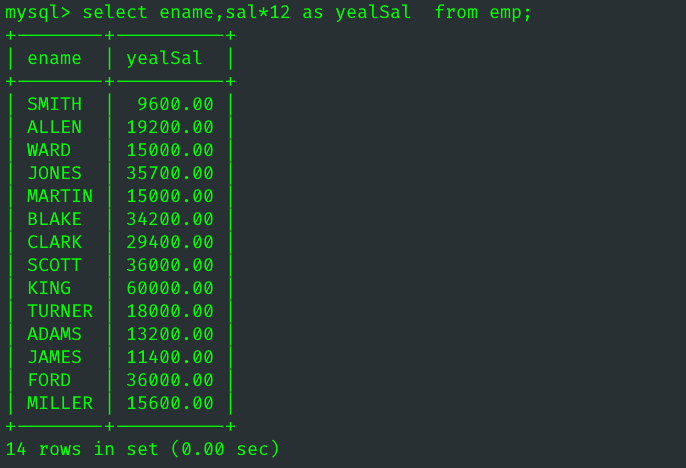 mysql> select ename,sal*12 as yealSal  from emp;
+--------+----------+
| ename  | yealSal  |
+--------+----------+
| SMITH  |  9600.00 |
| ALLEN  | 19200.00 |
| WARD   | 15000.00 |
| JONES  | 35700.00 |
| MARTIN | 15000.00 |
| BLAKE  | 34200.00 |
| CLARK  | 29400.00 |
| SCOTT  | 36000.00 |
| KING   | 60000.00 |
| TURNER | 18000.00 |
| ADAMS  | 13200.00 |
| JAMES  | 11400.00 |
| FORD   | 36000.00 |
| MILLER | 15600.00 |
+--------+----------+
14 rows in set (0.00 sec)